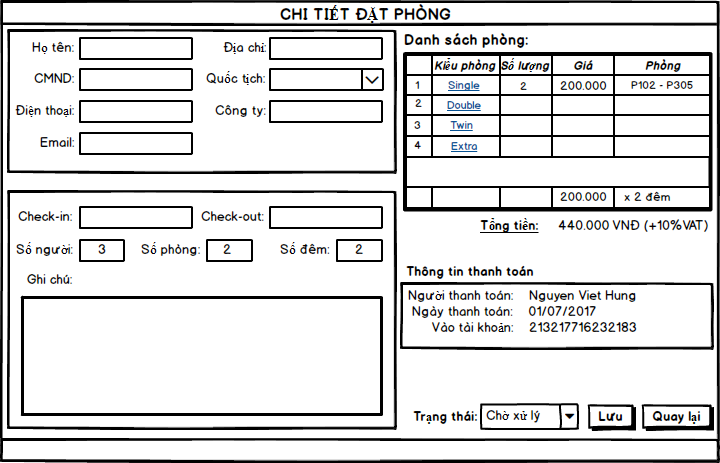 CHI TIẾT ĐẶT PHÒNG
Họ tên: Địa chỉ:
CMND: Quốc tịch:
Điện thoại: Công ty:
Email:
Check-in: Check-out:
Số người: 3 Số phòng: 2 Số đêm: 2
Ghi chú:
Danh sách phòng:
Kiểu phòng Số lượng Giá Phòng
1 Single 2 200.000 P102 - P305
2 Double
3 Twin
4 Extra
200.000 x 2 đêm
Tổng tiền: 440.000 VNĐ (+10%VAT)
Thông tin thanh toán
Người thanh toán: Nguyen Viet Hung
Ngày thanh toán: 01/07/2017
Vào tài khoản: 213217716232183
Trạng thái: Chờ xử lý Lưu Quay lại